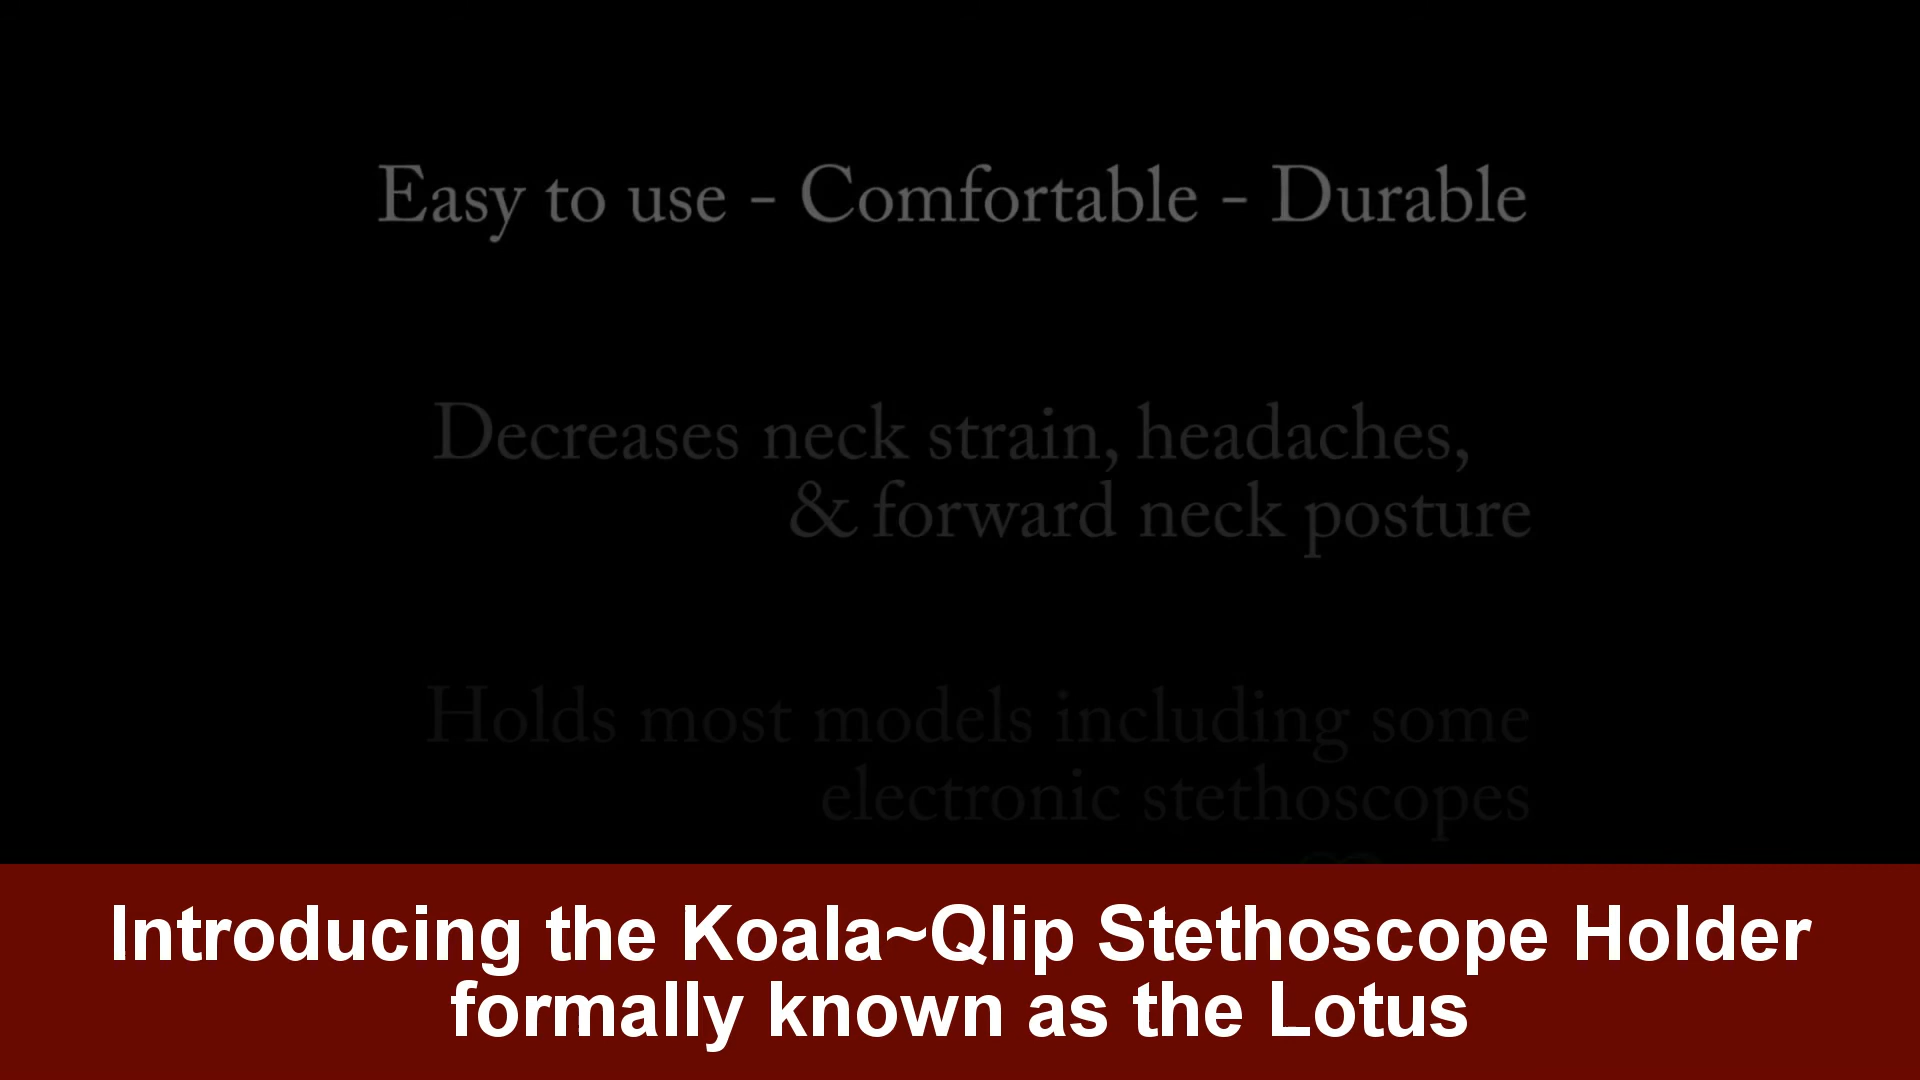 Easy to use - Comfortable - Durable
Decreases neck strain, headaches,
& forward neck posture
Holds most models including some
electronic stethoscopes
Introducing the Koala~Qlip Stethoscope Holder
formally known as the Lotus